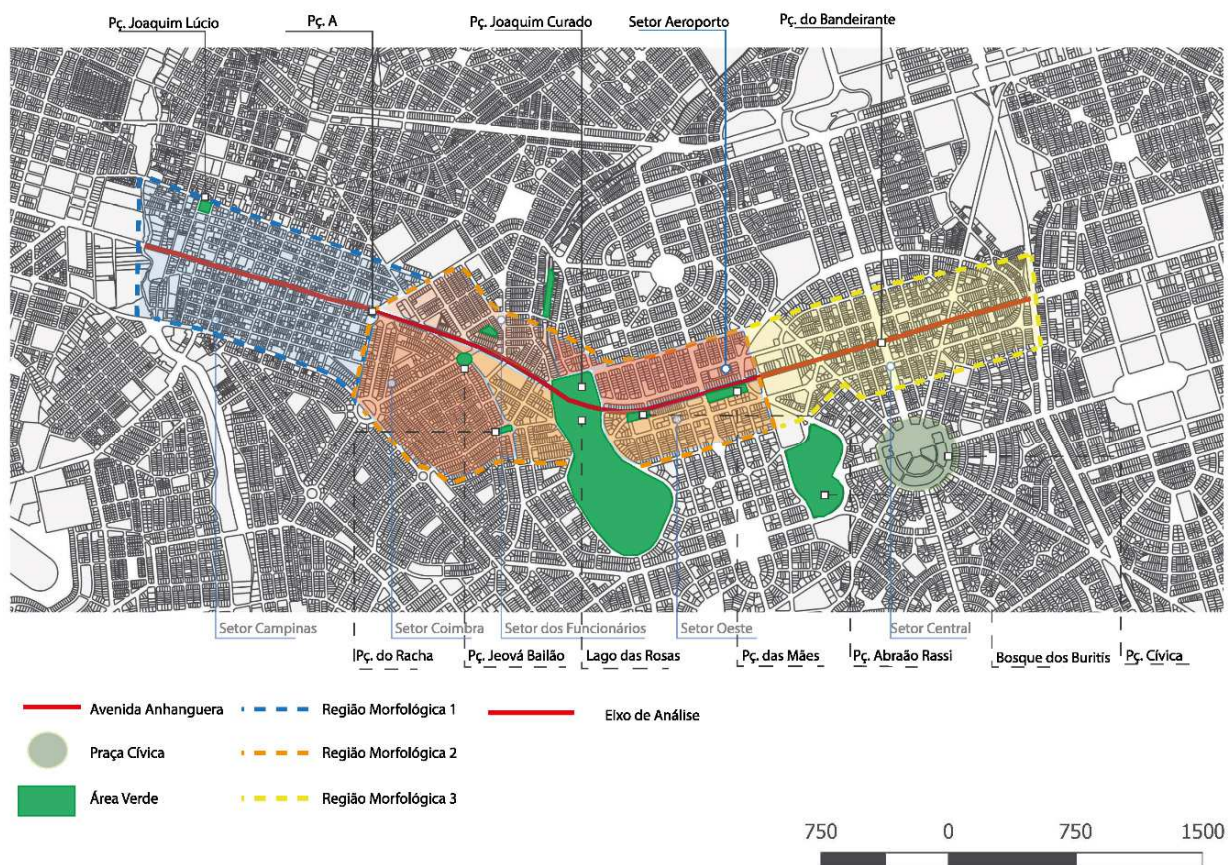 Pç. Joaquim Lúcio
Pç. A
Pç. Joaquim Curado
Setor Aeroporto
Pç. do Bandeirante
Setor Campinas
Setor Coimbra
Setor dos Funcionários
Setor Oeste
Setor Central
Pç. do Racha
Pç. Jeová Bailão
Lago das Rosas
Pç. das Mães
Pç. Abraão Rassi
Bosque dos Buritis
Pç. Cívica
Avenida Anhanguera
Região Morfológica 1
Eixo de Análise
Praça Cívica
Região Morfológica 2
Área Verde
Região Morfológica 3
750 0 750 1500